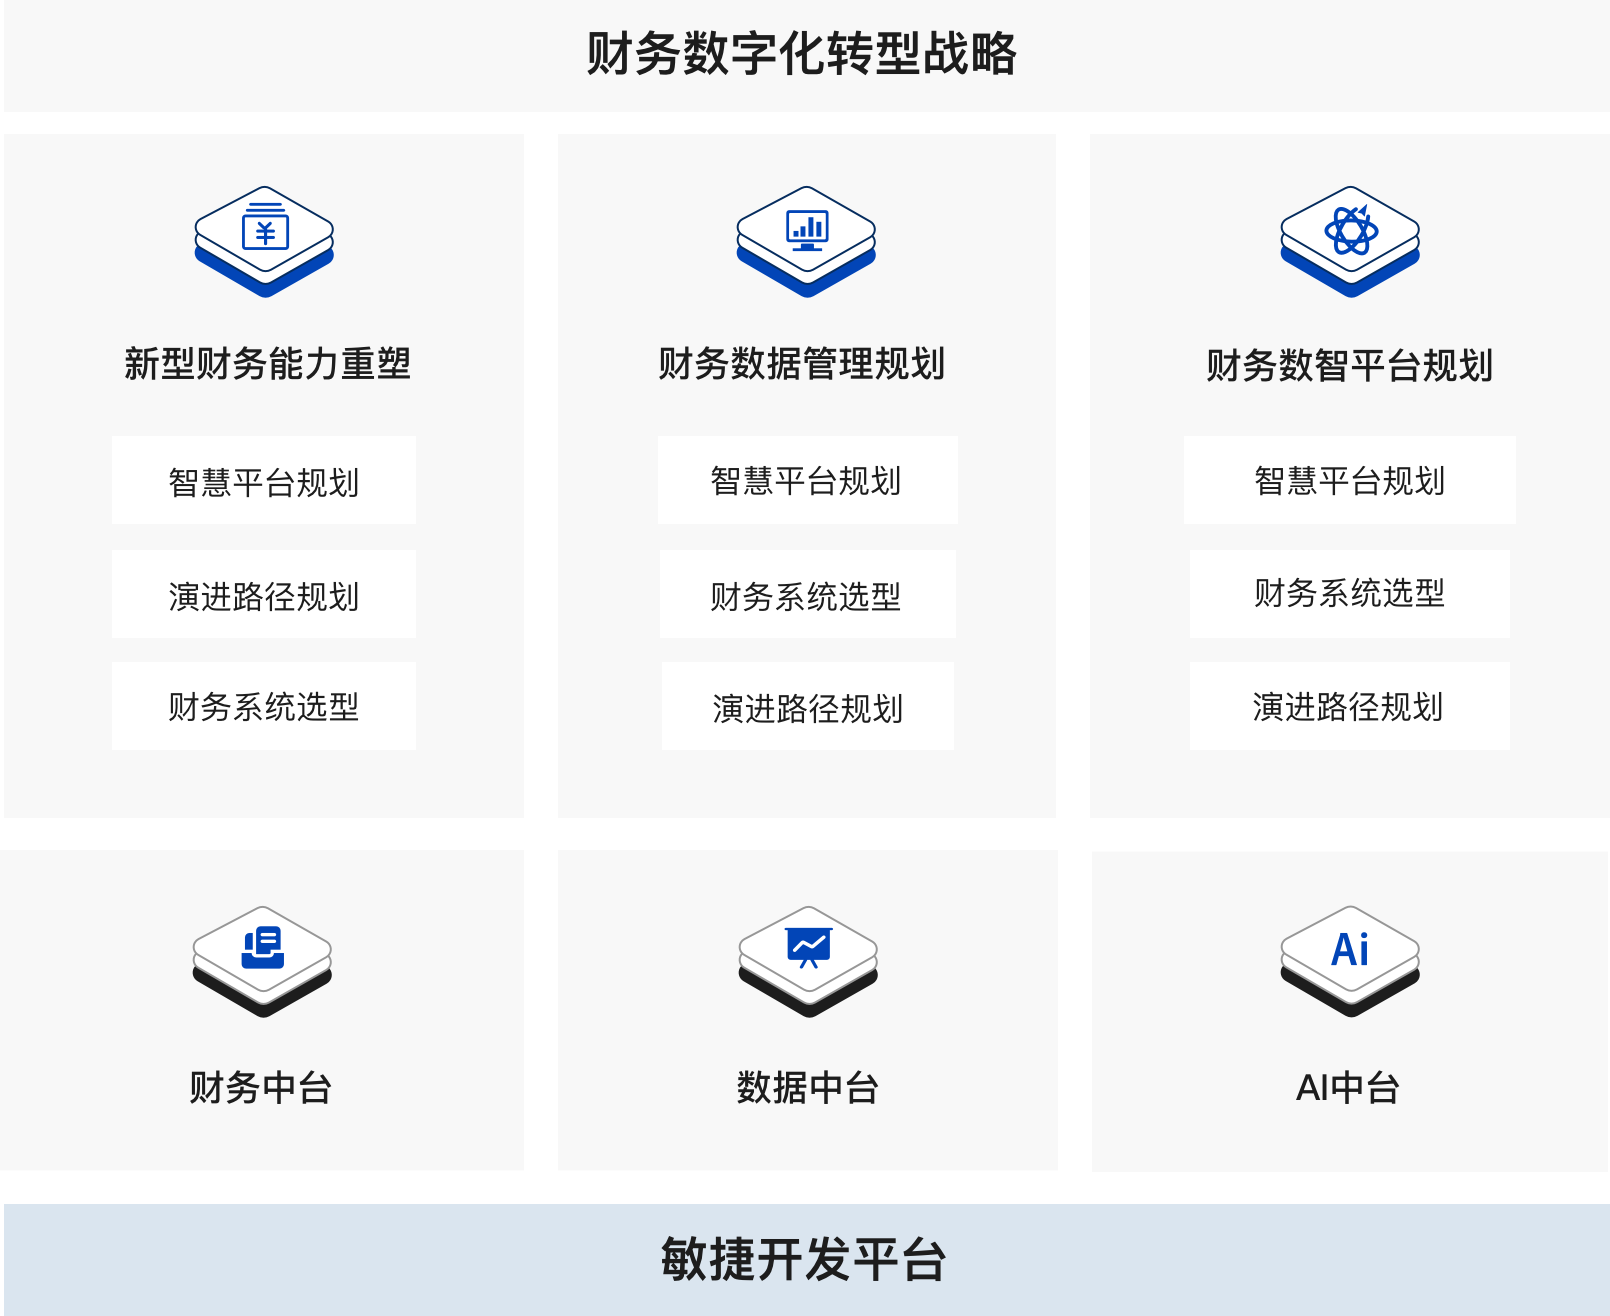 财务数字化转型战略
新型财务能力重塑
智慧平台规划
演进路径规划
财务系统选型
财务数据管理规划
智慧平台规划
财务系统选型
演进路径规划
财务数智平台规划
智慧平台规划
财务系统选型
演进路径规划
财务中台
数据中台
Ai
AI中台
敏捷开发平台